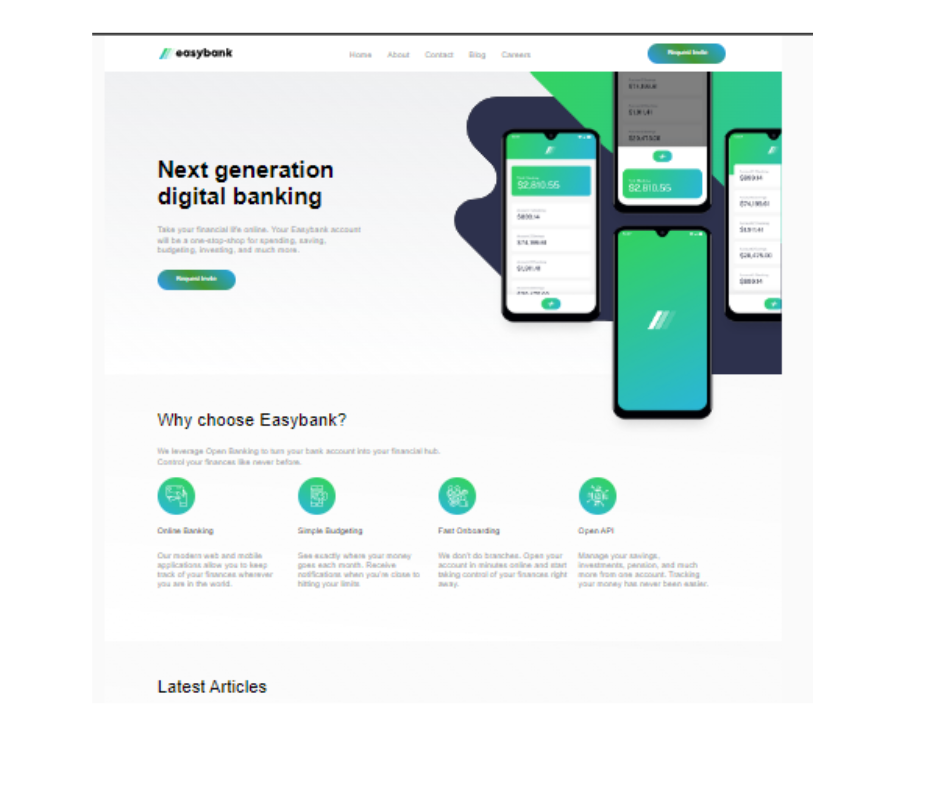 easybank
Home About Contact Blog Careers
Request Invite
Next generation
digital banking
Take your financial life online. Your Easybank account
will be a one-stop-shop for spending, saving,
budgeting, investing, and much more.
Request Invite
$2,810.55
$2,810.55
Why choose Easybank?
We leverage Open Banking to turn your bank account into your financial hub.
Control your finances like never before.
Online Banking
Our modern web and mobile
applications allow you to keep
track of your finances wherever
you are in the world.
Simple Budgeting
See exactly where your money
goes each month. Receive
notifications when you're close to
hitting your limits
Fast Onboarding
We don't do branches. Open your
account in minutes online and start
taking control of your finances right
away.
Open API
Manage your savings,
investments, pension, and much
more from one account. Tracking
your money has never been easier.
Latest Articles